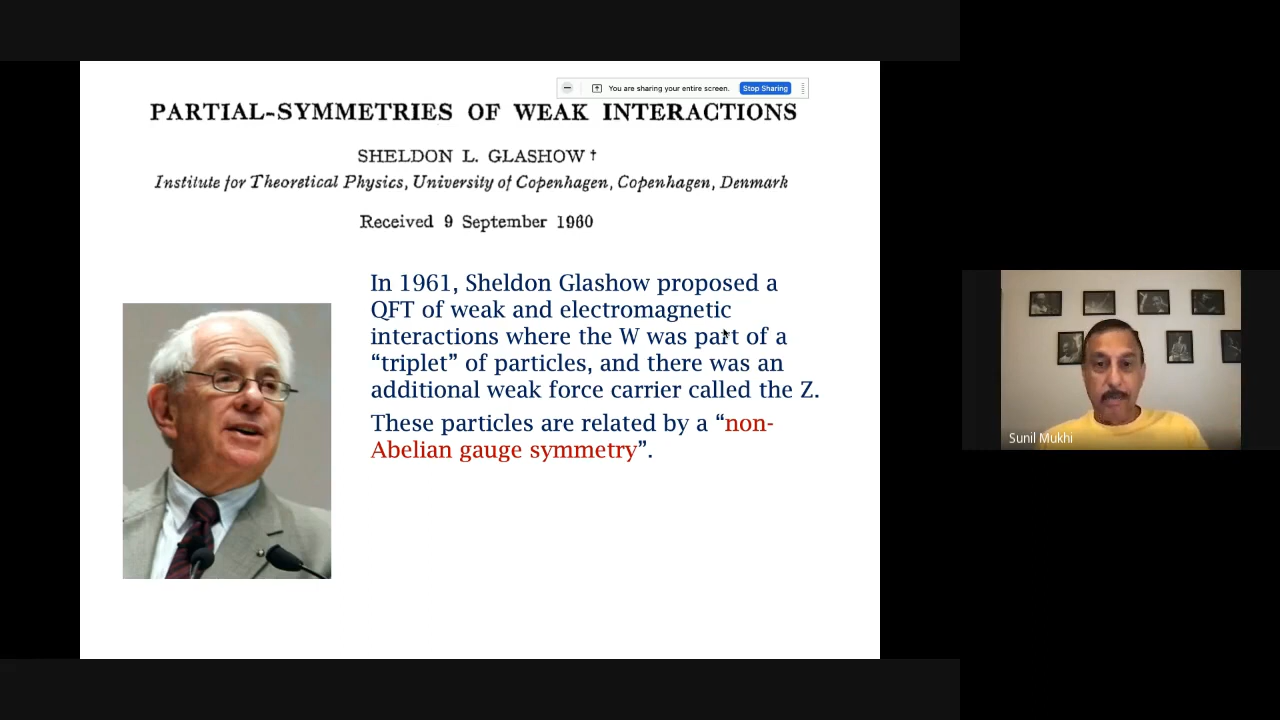 You are sharing your entire screen.
Stop Sharing
PARTIAL-SYMMETRIES OF WEAK INTERACTIONS
SHELDON L. GLASHOW †
Institute for Theoretical Physics, University of Copenhagen, Copenhagen, Denmark
Received 9 September 1960
In 1961, Sheldon Glashow proposed a
QFT of weak and electromagnetic
interactions where the W was part of a
“triplet” of particles, and there was an
additional weak force carrier called the Z.
These particles are related by a “non-
Abelian gauge symmetry”.
Sunil Mukhi